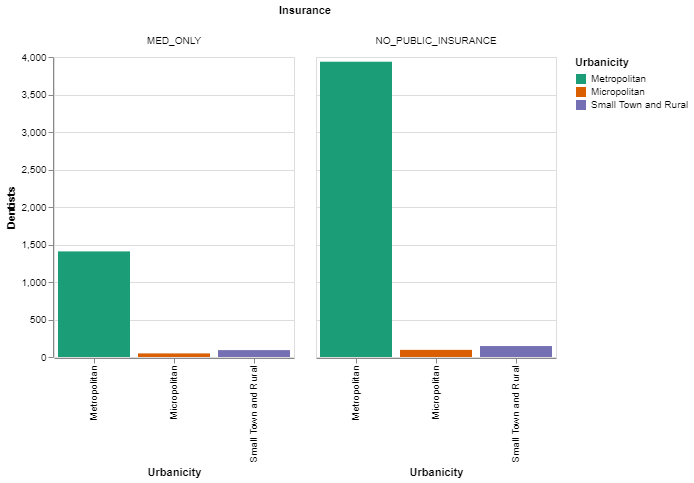 Insurance
MED_ONLY
NO_PUBLIC_INSURANCE
Dentists
4,000
3,500
3,000
2,500
2,000
1,500
1,000
500
0
Metropolitan
Micropolitan
Small Town and Rural
Urbanicity
Metropolitan
Micropolitan
Small Town and Rural
Urbanicity
Urbanicity
Metropolitan
Micropolitan
Small Town and Rural